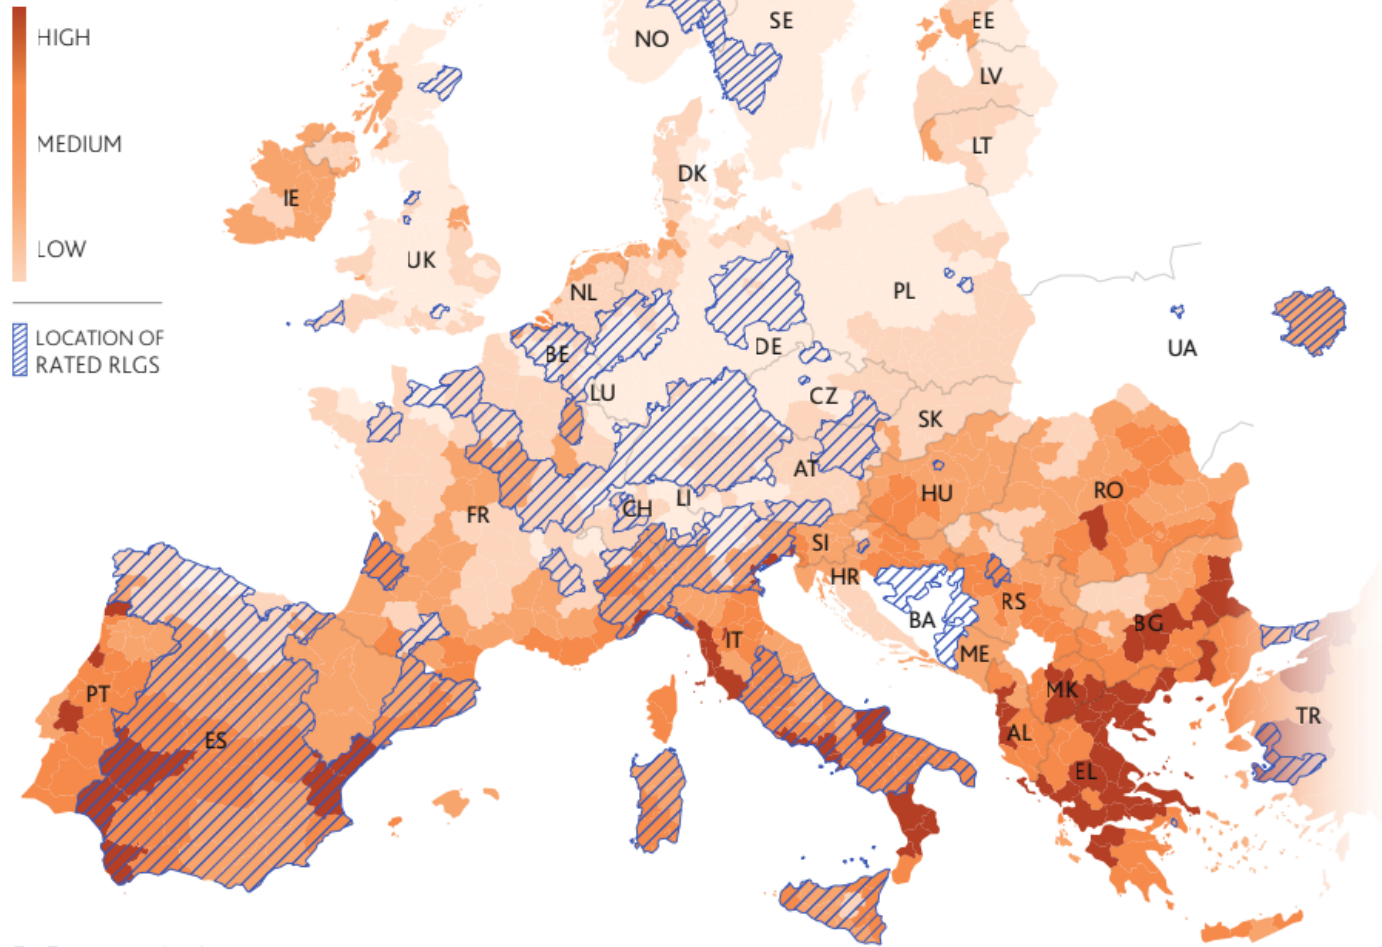 HIGH
MEDIUM
LOW
LOCATION OF
RATED RLGS
NO
SE
EE
LV
LT
DK
IE
UK
NL
PL
BE
DE
UA
LU
CZ
SK
AT
FR
CH
LI
HU
RO
SI
HR
BA
RS
BG
ME
IT
PT
MK
ES
AL
TR
EL